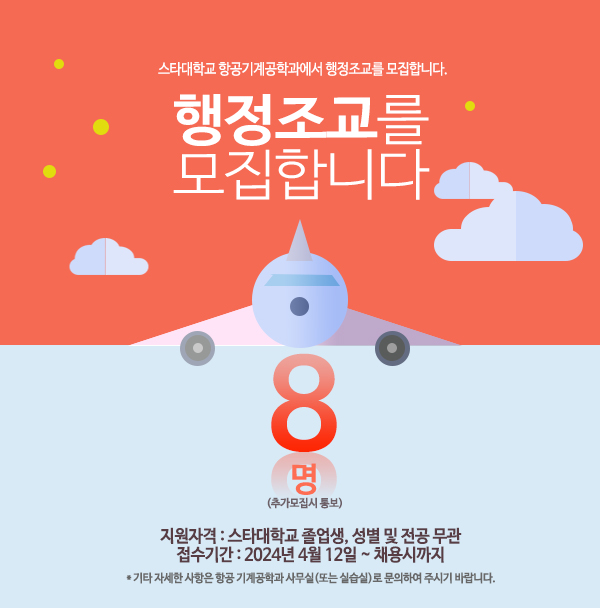 스타대학교 항공기계공학과에서 행정조교를 모집합니다.
행정조교를
모집합니다
8
명
(추가모집시 통보)
지원자격 : 스타대학교 졸업생, 성별 및 전공 무관
접수기간 : 2024년 4월 12일 ~ 채용시까지
* 기타 자세한 사항은 항공 기계공학과 사무실(또는 실습실)로 문의하여 주시기 바랍니다.